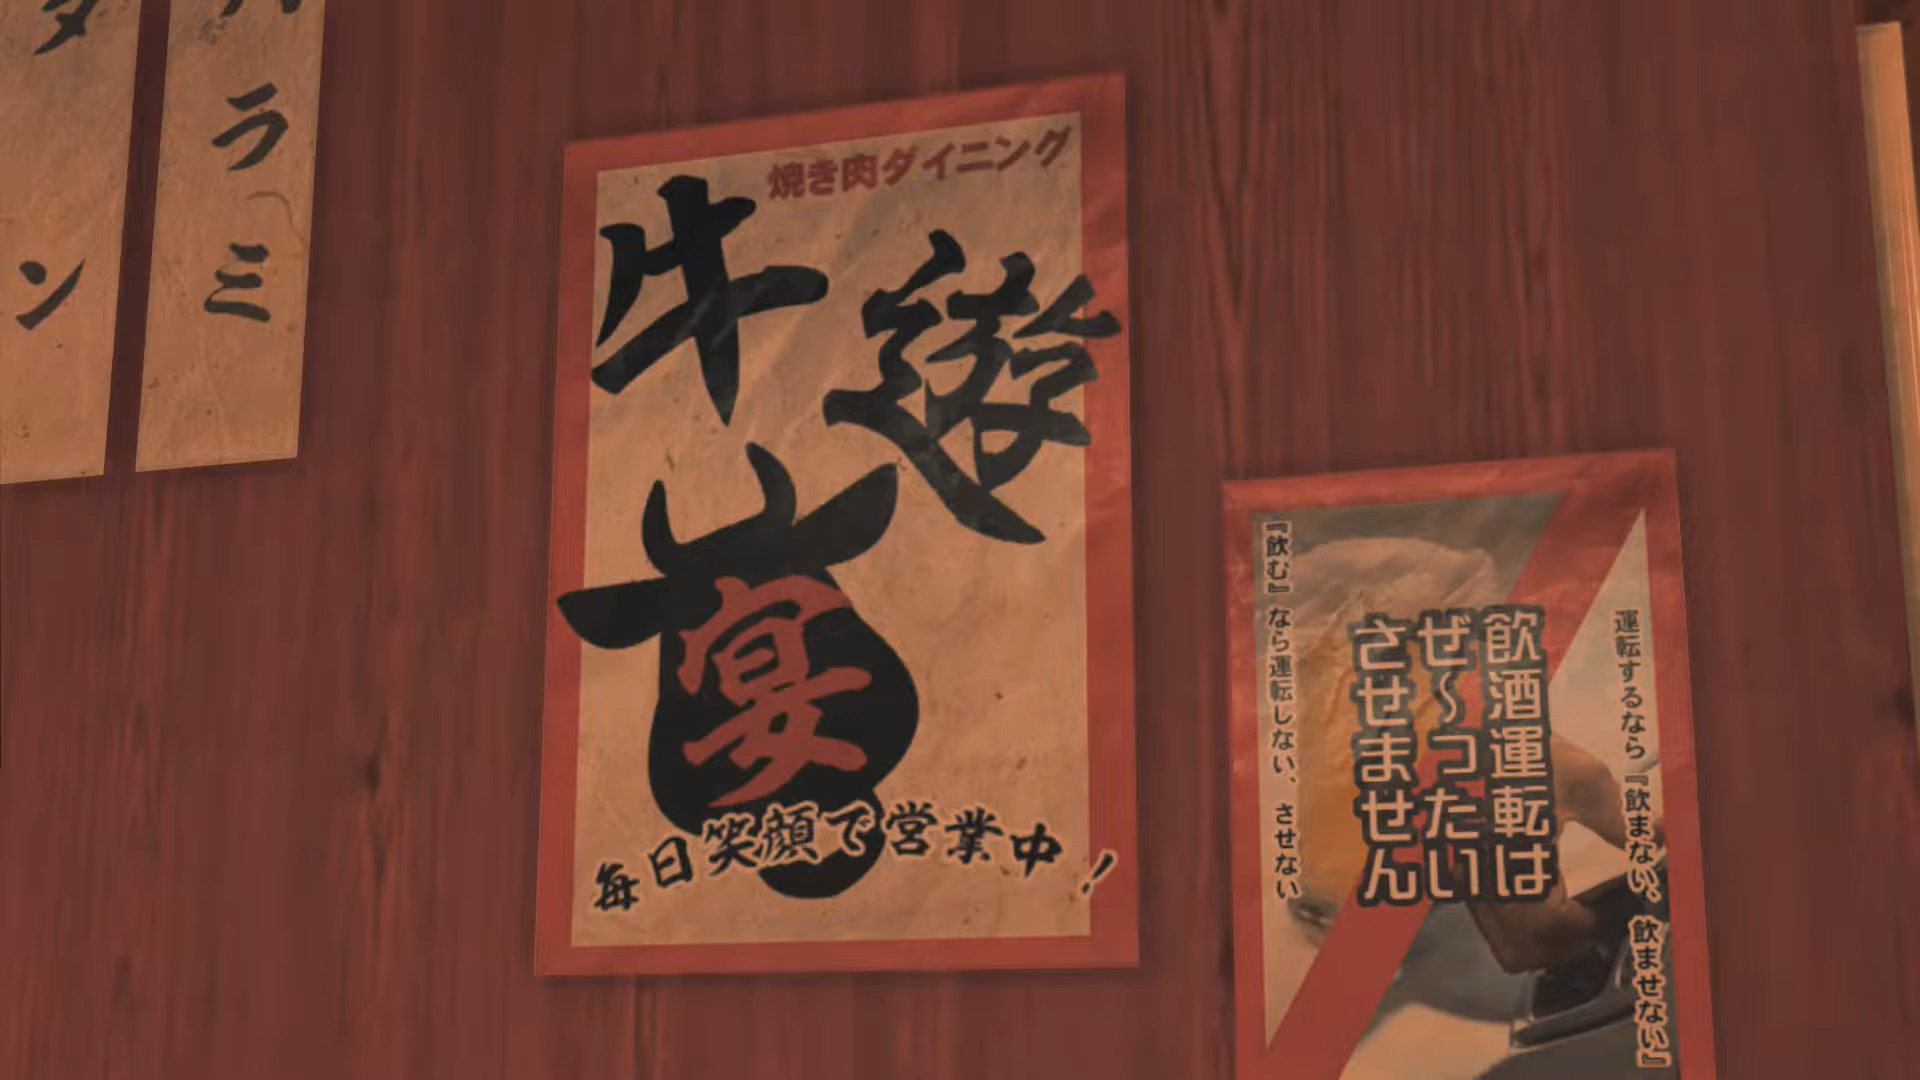 タン
ハラミ
焼き肉ダイニング
牛遊
宴
毎日笑顔で営業中！
運転するなら『飲まない、飲ませない』
飲酒運転は
ぜ〜ったい
させません
『飲む』なら運転しない、させない